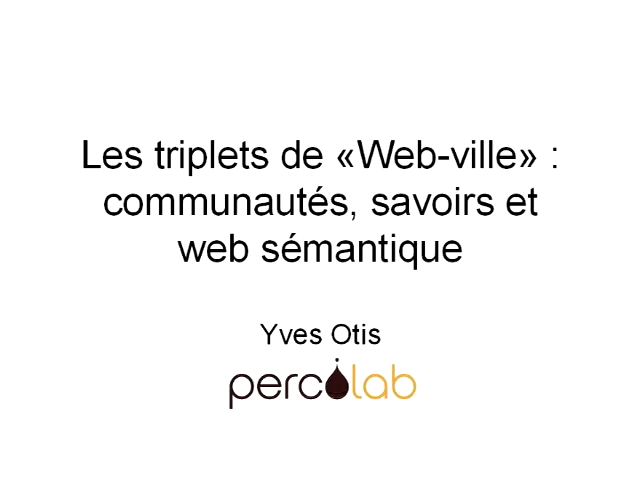 Les triplets de «Web-ville» :
communautés, savoirs et
web sémantique
Yves Otis
percolab